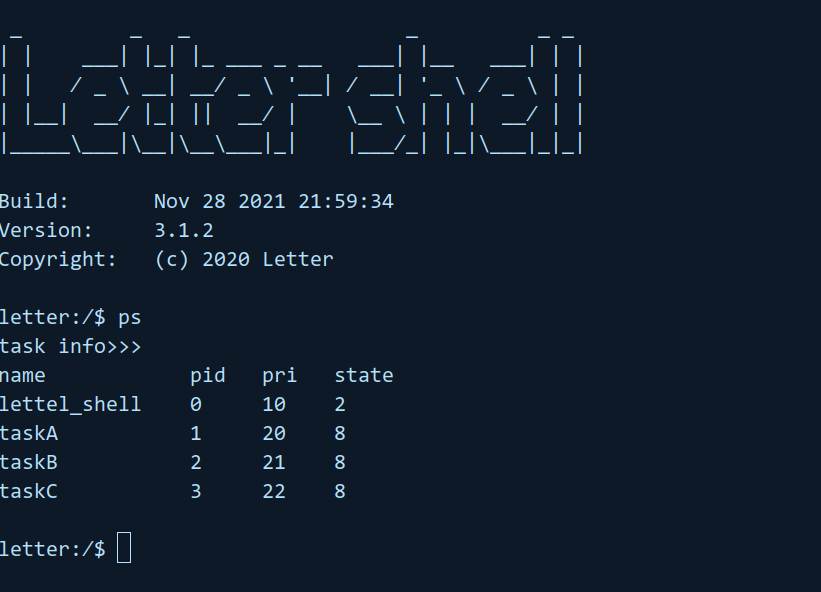 Letter shell
Build: Nov 28 2021 21:59:34
Version: 3.1.2
Copyright: (c) 2020 Letter
letter:/$ ps
task info>>>
name pid pri state
lettel_shell 0 10 2
taskA 1 20 8
taskB 2 21 8
taskC 3 22 8
letter:/$